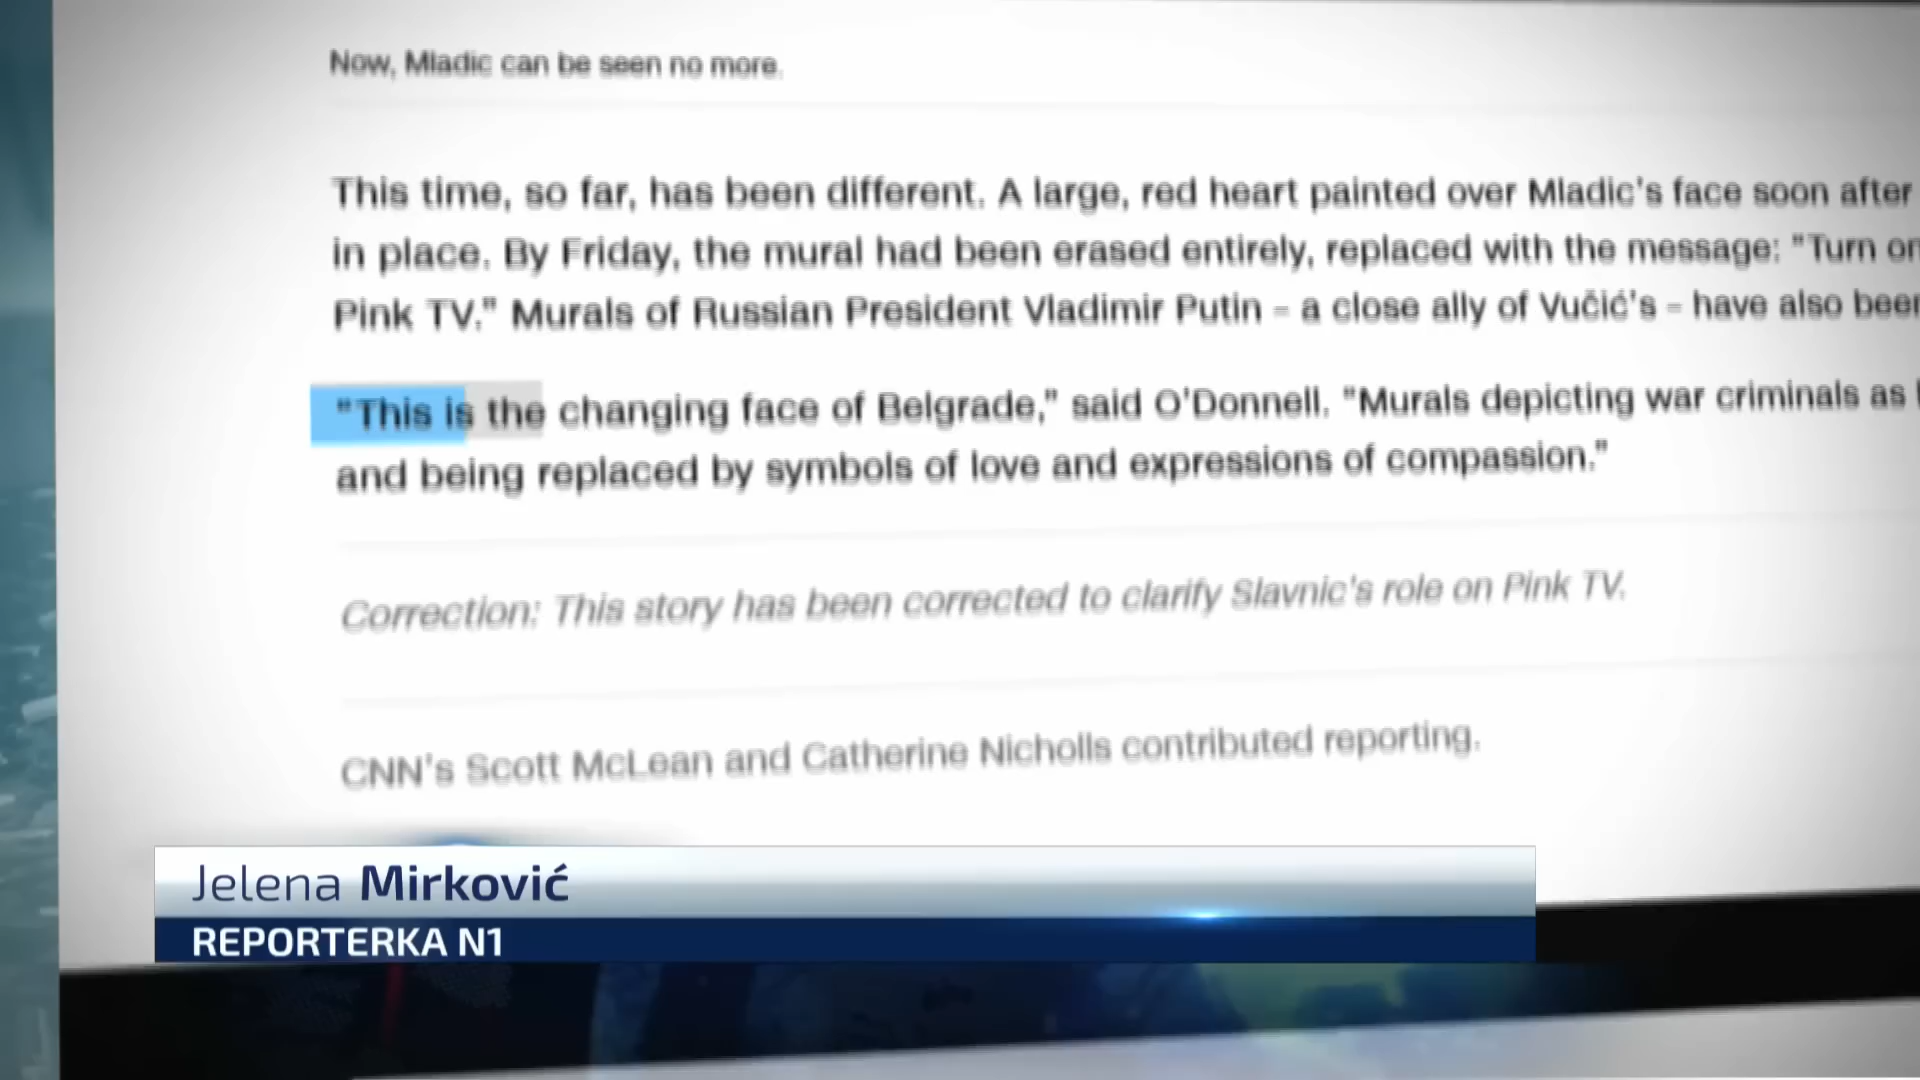 Now, Mladic can be seen no more.
This time, so far, has been different. A large, red heart painted over Mladic's face soon after
in place. By Friday, the mural had been erased entirely, replaced with the message: "Turn on
Pink TV." Murals of Russian President Vladimir Putin – a close ally of Vučić's – have also been
"This is the changing face of Belgrade," said O'Donnell. "Murals depicting war criminals as
and being replaced by symbols of love and expressions of compassion."
Correction: This story has been corrected to clarify Slavnic's role on Pink TV.
CNN's Scott McLean and Catherine Nicholls contributed reporting.
Jelena Mirković
REPORTERKA N1